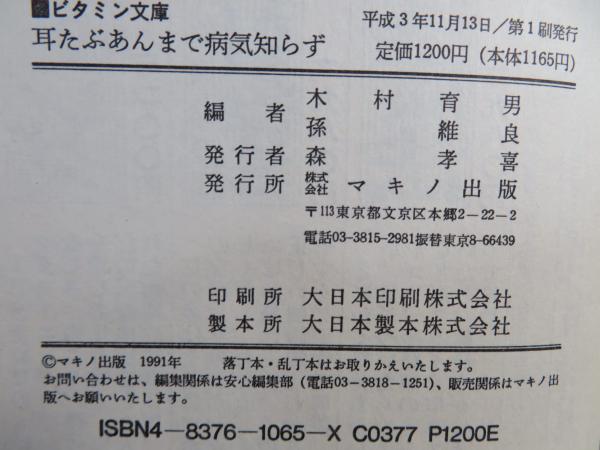 ビタミン文庫
耳たぶあんまで病気知らず
平成3年11月13日／第1刷発行
定価1200円（本体1165円）
編者 木村育男
孫維良
発行者 森孝喜
発行所 株式会社 マキノ出版
〒113東京都文京区本郷2－22－2
電話03-3815-2981振替東京8-66439
印刷所 大日本印刷株式会社
製本所 大日本製本株式会社
©マキノ出版 1991年 落丁本・乱丁本はお取りかえいたします。
お問い合わせは、編集関係は安心編集部（電話03－3818－1251）、販売関係はマキノ出
版へお願いいたします。
ISBN4－8376－1065－X C0377 P1200E